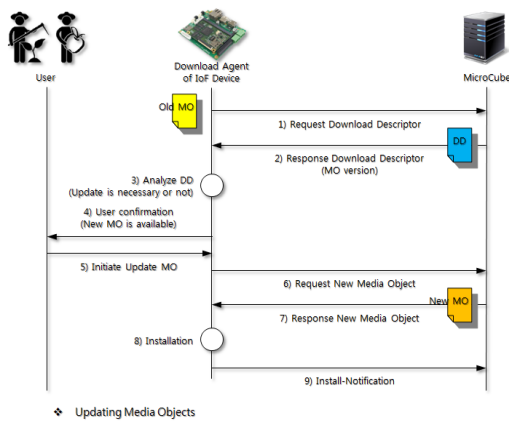 User
Download Agent
of IoF Device
MicroCube
Old MO
1) Request Download Descriptor
DD
2) Response Download Descriptor
(MO version)
3) Analyze DD
(Update is necessary or not)
4) User confirmation
(New MO is available)
5) Initiate Update MO
6) Request New Media Object
New MO
7) Response New Media Object
8) Installation
9) Install-Notification
❖ Updating Media Objects